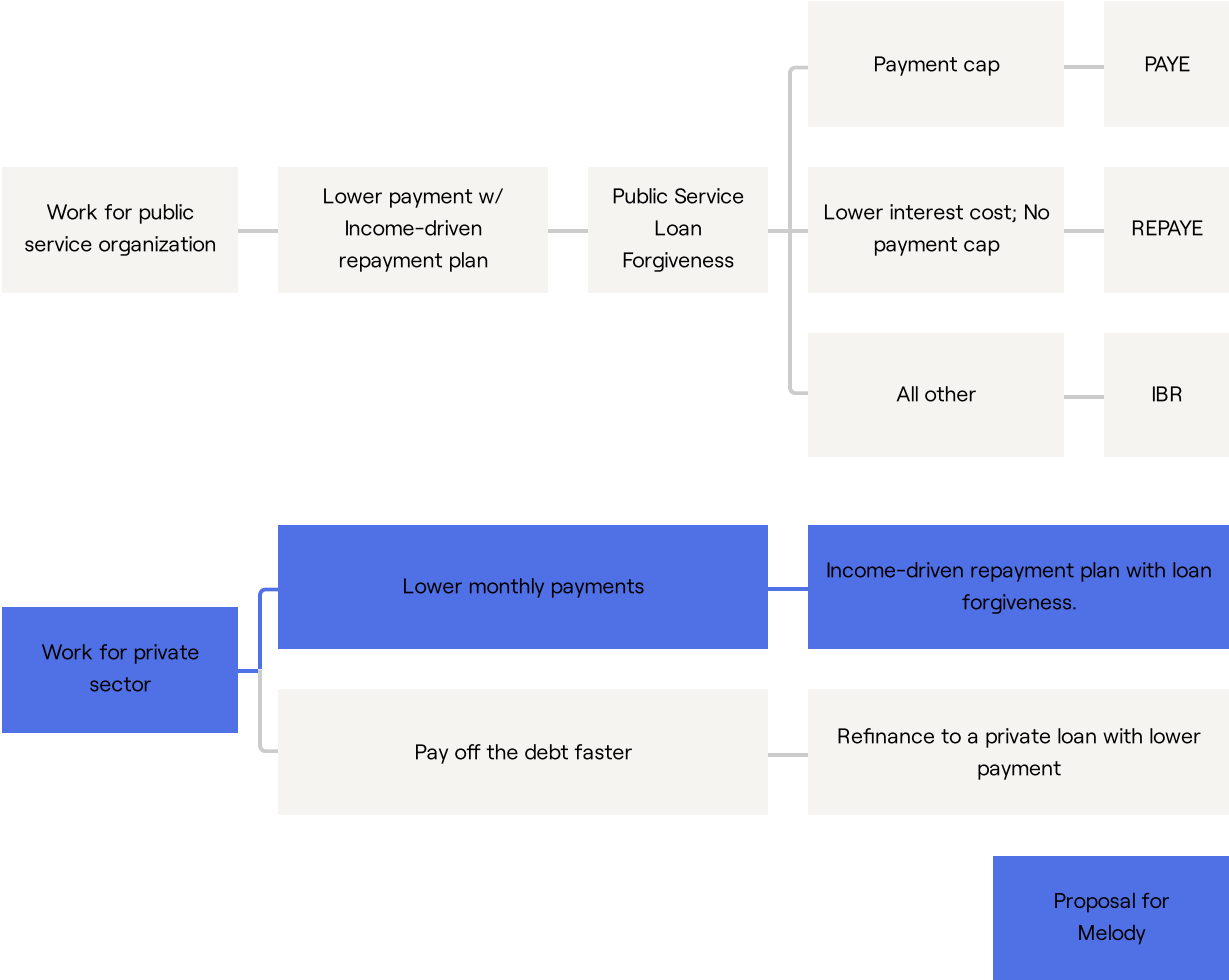 Payment cap
PAYE
Work for public
service organization
Lower payment w/
Income-driven
repayment plan
Public Service
Loan
Forgiveness
Lower interest cost; No
payment cap
REPAYE
All other
IBR
Work for private
sector
Lower monthly payments
Income-driven repayment plan with loan
forgiveness.
Pay off the debt faster
Refinance to a private loan with lower
payment
Proposal for
Melody